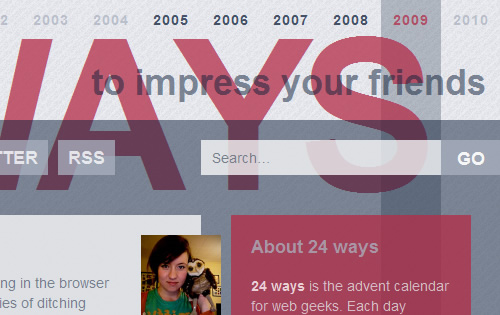 2003 2004 2005 2006 2007 2008 2009 2010
WAYS
to impress your friends
TTER RSS Search... GO
About 24 ways
24 ways is the advent calendar
for web geeks. Each day
ng in the browser
ies of ditching